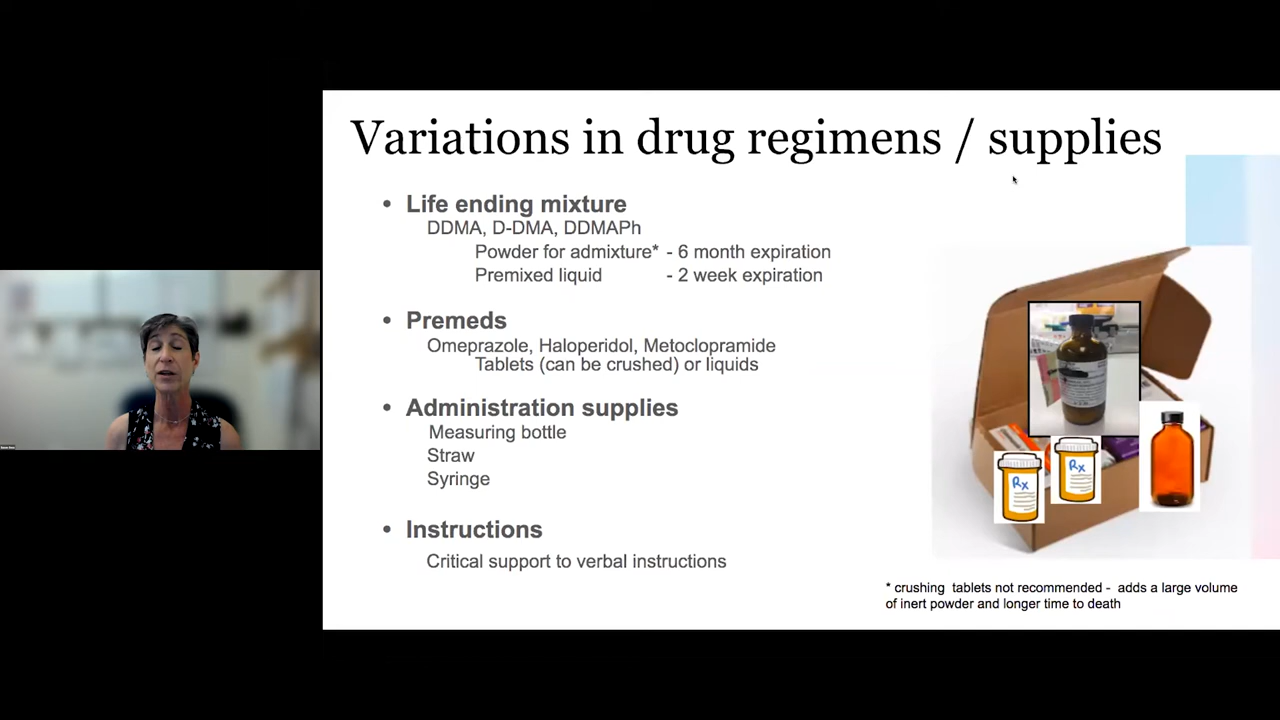 Variations in drug regimens / supplies
• Life ending mixture
DDMA, D-DMA, DDMAPh
Powder for admixture* - 6 month expiration
Premixed liquid - 2 week expiration
• Premeds
Omeprazole, Haloperidol, Metoclopramide
Tablets (can be crushed) or liquids
• Administration supplies
Measuring bottle
Straw
Syringe
• Instructions
Critical support to verbal instructions
Rx
Rx
* crushing tablets not recommended - adds a large volume
of inert powder and longer time to death